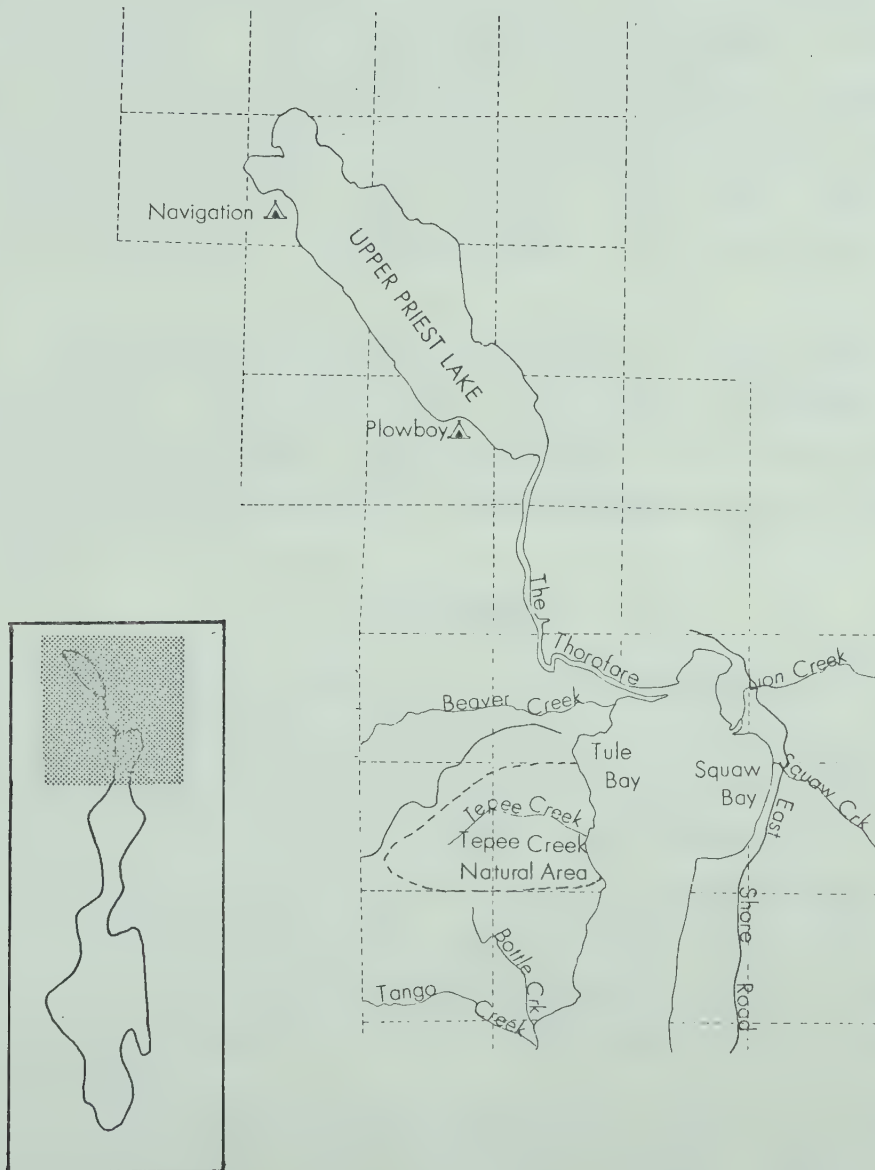 Navigation
UPPER PRIEST LAKE
Plowboy
The
Thorofare
Lion Creek
Beaver Creek
Tule
Bay
Squaw
Bay
Squaw Crk
East
Shore
Road
Tepee Creek
Tepee Creek
Natural Area
Bottle Crk
Tango
Creek